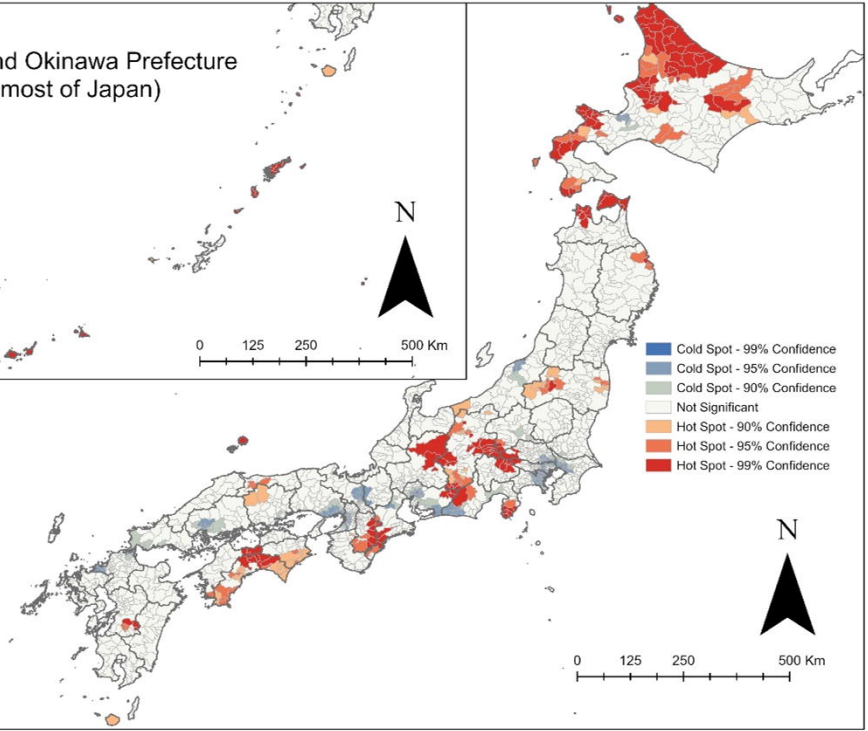 nd Okinawa Prefecture
most of Japan)
N
0 125 250 500 Km
Cold Spot - 99% Confidence
Cold Spot - 95% Confidence
Cold Spot - 90% Confidence
Not Significant
Hot Spot - 90% Confidence
Hot Spot - 95% Confidence
Hot Spot - 99% Confidence
N
0 125 250 500 Km